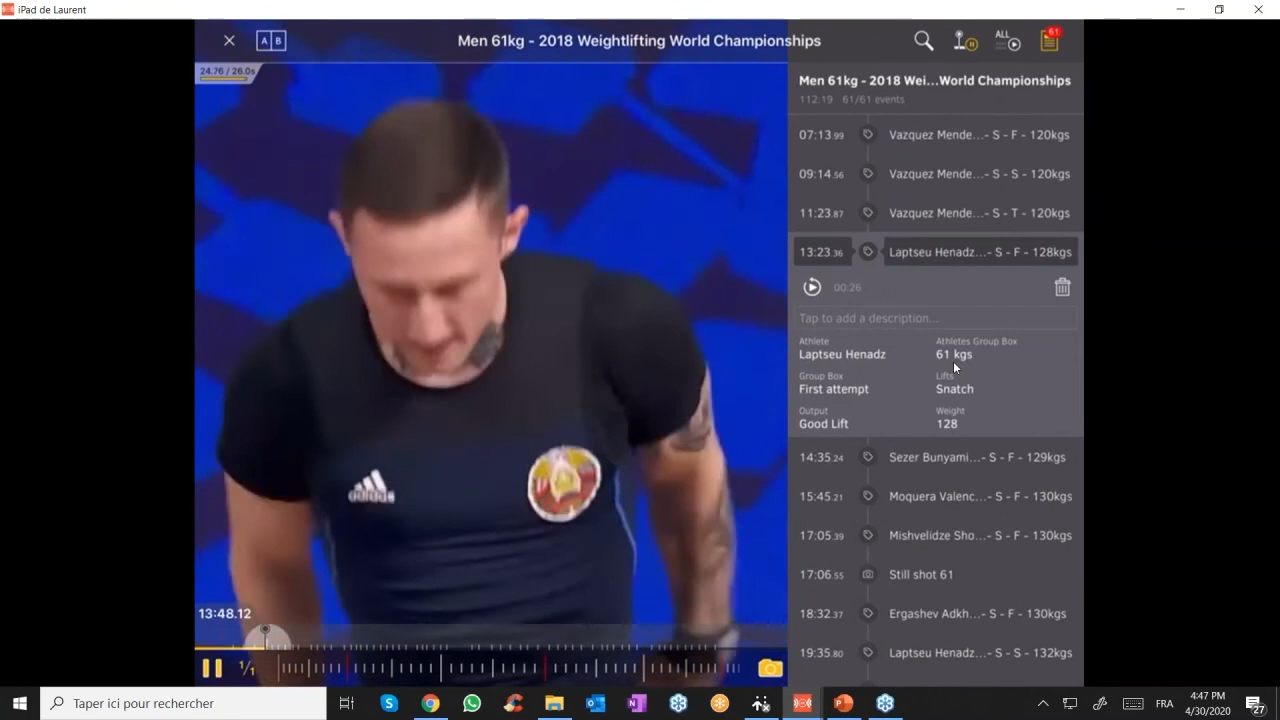 iPad de Laurent
A B
Men 61kg - 2018 Weightlifting World Championships
ALL
61
24.76 / 26.0s
Men 61kg - 2018 Wei...World Championships
112:19 61/61 events
07:13.99 Vazquez Mende...- S - F - 120kgs
09:14.56 Vazquez Mende...- S - S - 120kgs
11:23.87 Vazquez Mende...- S - T - 120kgs
13:23.36 Laptseu Henadz...- S - F - 128kgs
00:26
Tap to add a description...
Athlete Athletes Group Box
Laptseu Henadz 61 kgs
Group Box Lifts
First attempt Snatch
Output Weight
Good Lift 128
adidas
14:35.24 Sezer Bunyami...- S - F - 129kgs
15:45.21 Moquera Valenc...- S - F - 130kgs
17:05.39 Mishvelidze Sho...- S - F - 130kgs
17:06.55 Still shot 61
18:32.37 Ergashev Adkh...- S - F - 130kgs
19:35.80 Laptseu Henadz...- S - S - 132kgs
13:48.12
1/1
Taper ici pour rechercher
FRA
4:47 PM
4/30/2020
27